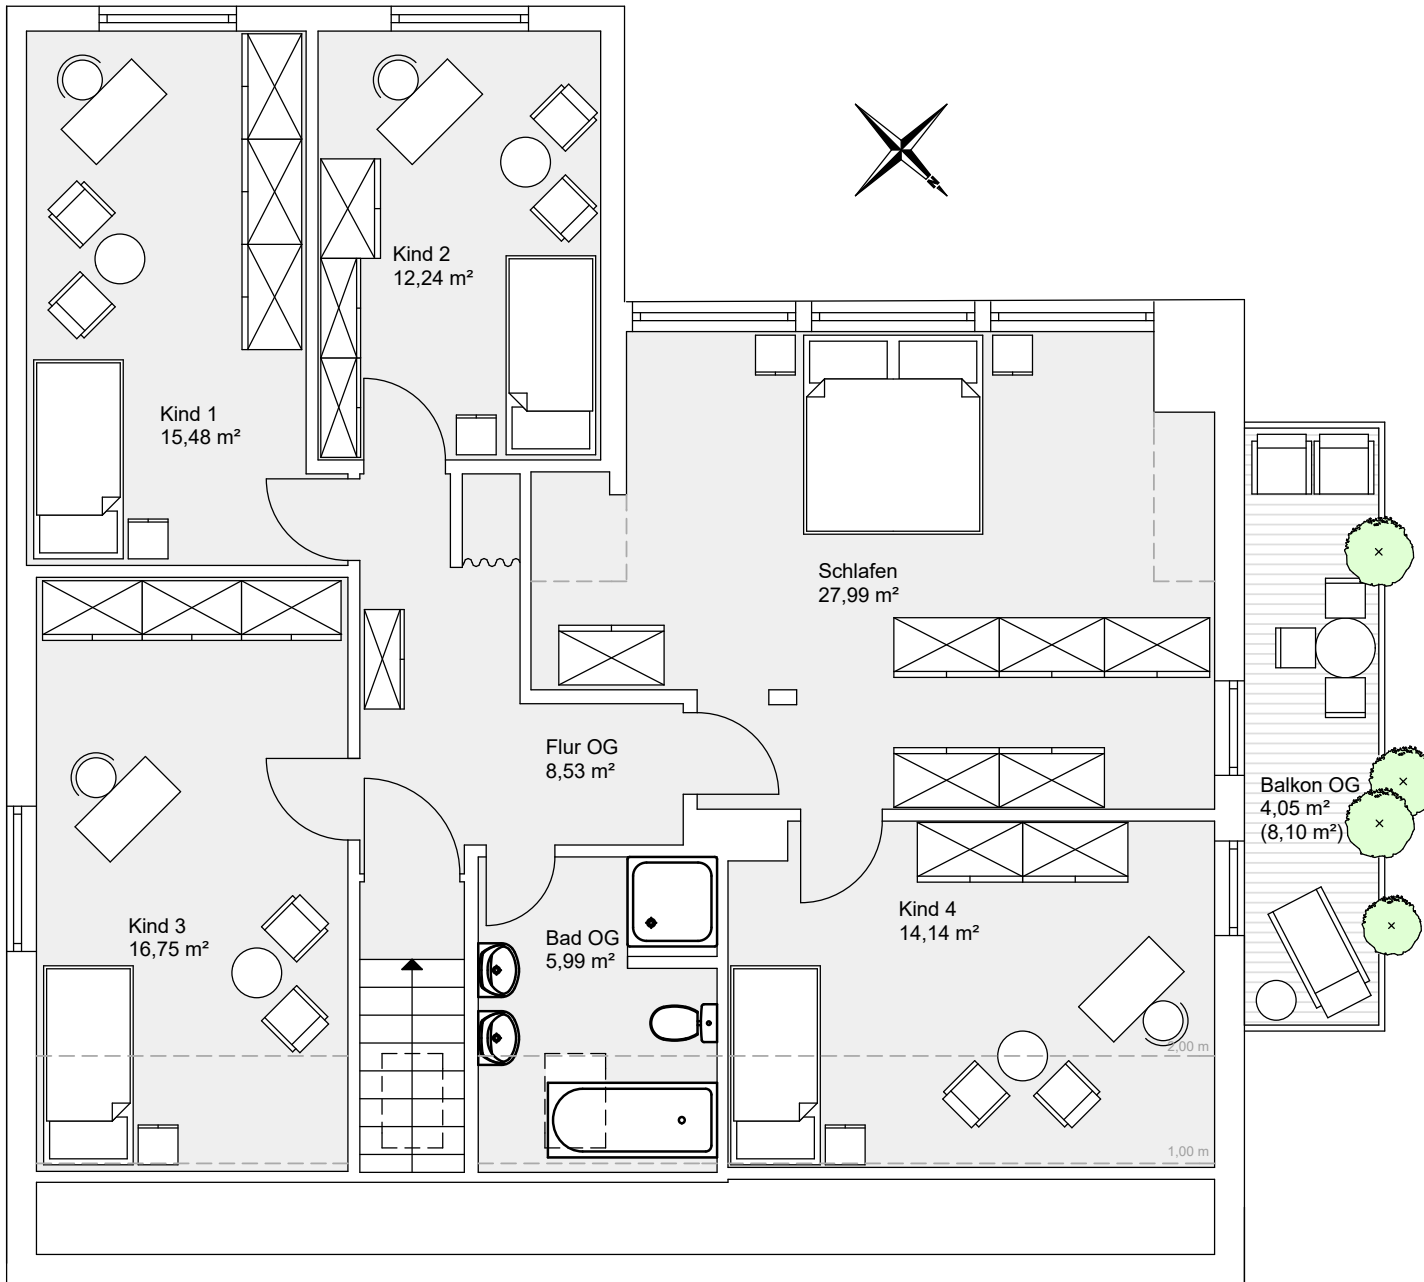 N
Kind 2
12,24 m²
Kind 1
15,48 m²
Schlafen
27,99 m²
Flur OG
8,53 m²
Balkon OG
4,05 m²
(8,10 m²)
Kind 3
16,75 m²
Bad OG
5,99 m²
Kind 4
14,14 m²
2,00 m
1,00 m